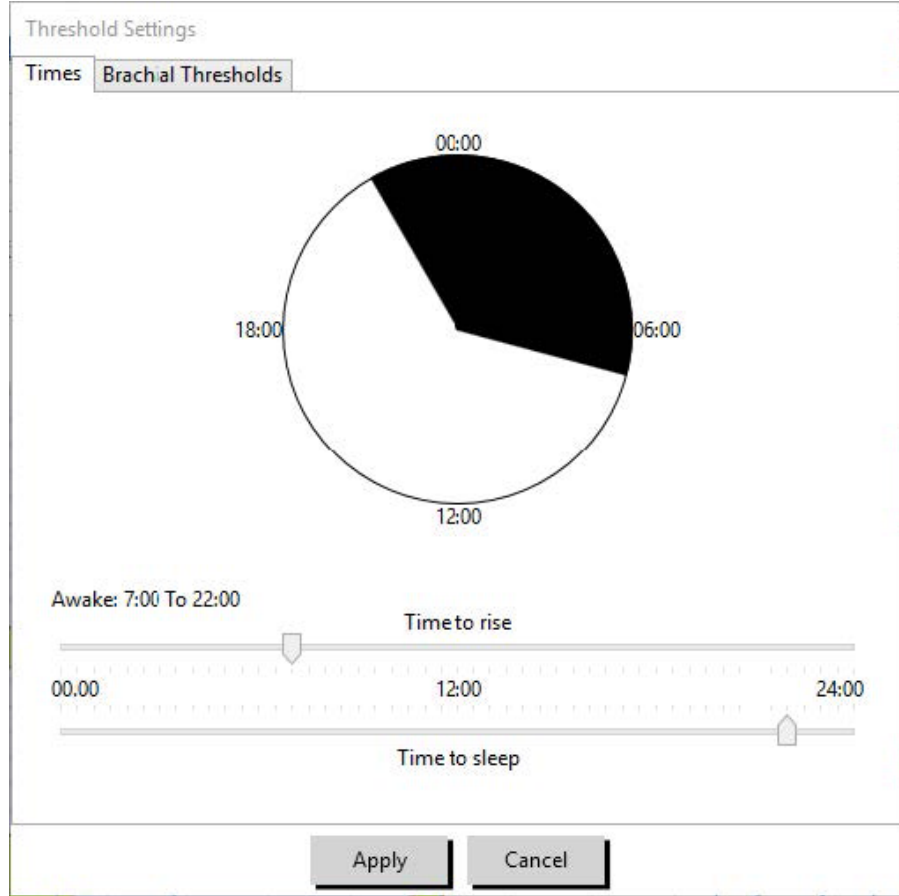 Threshold Settings
Times Brachial Thresholds
00:00
18:00 06:00
12:00
Awake: 7:00 To 22:00
Time to rise
00.00 12:00 24:00
Time to sleep
Apply Cancel